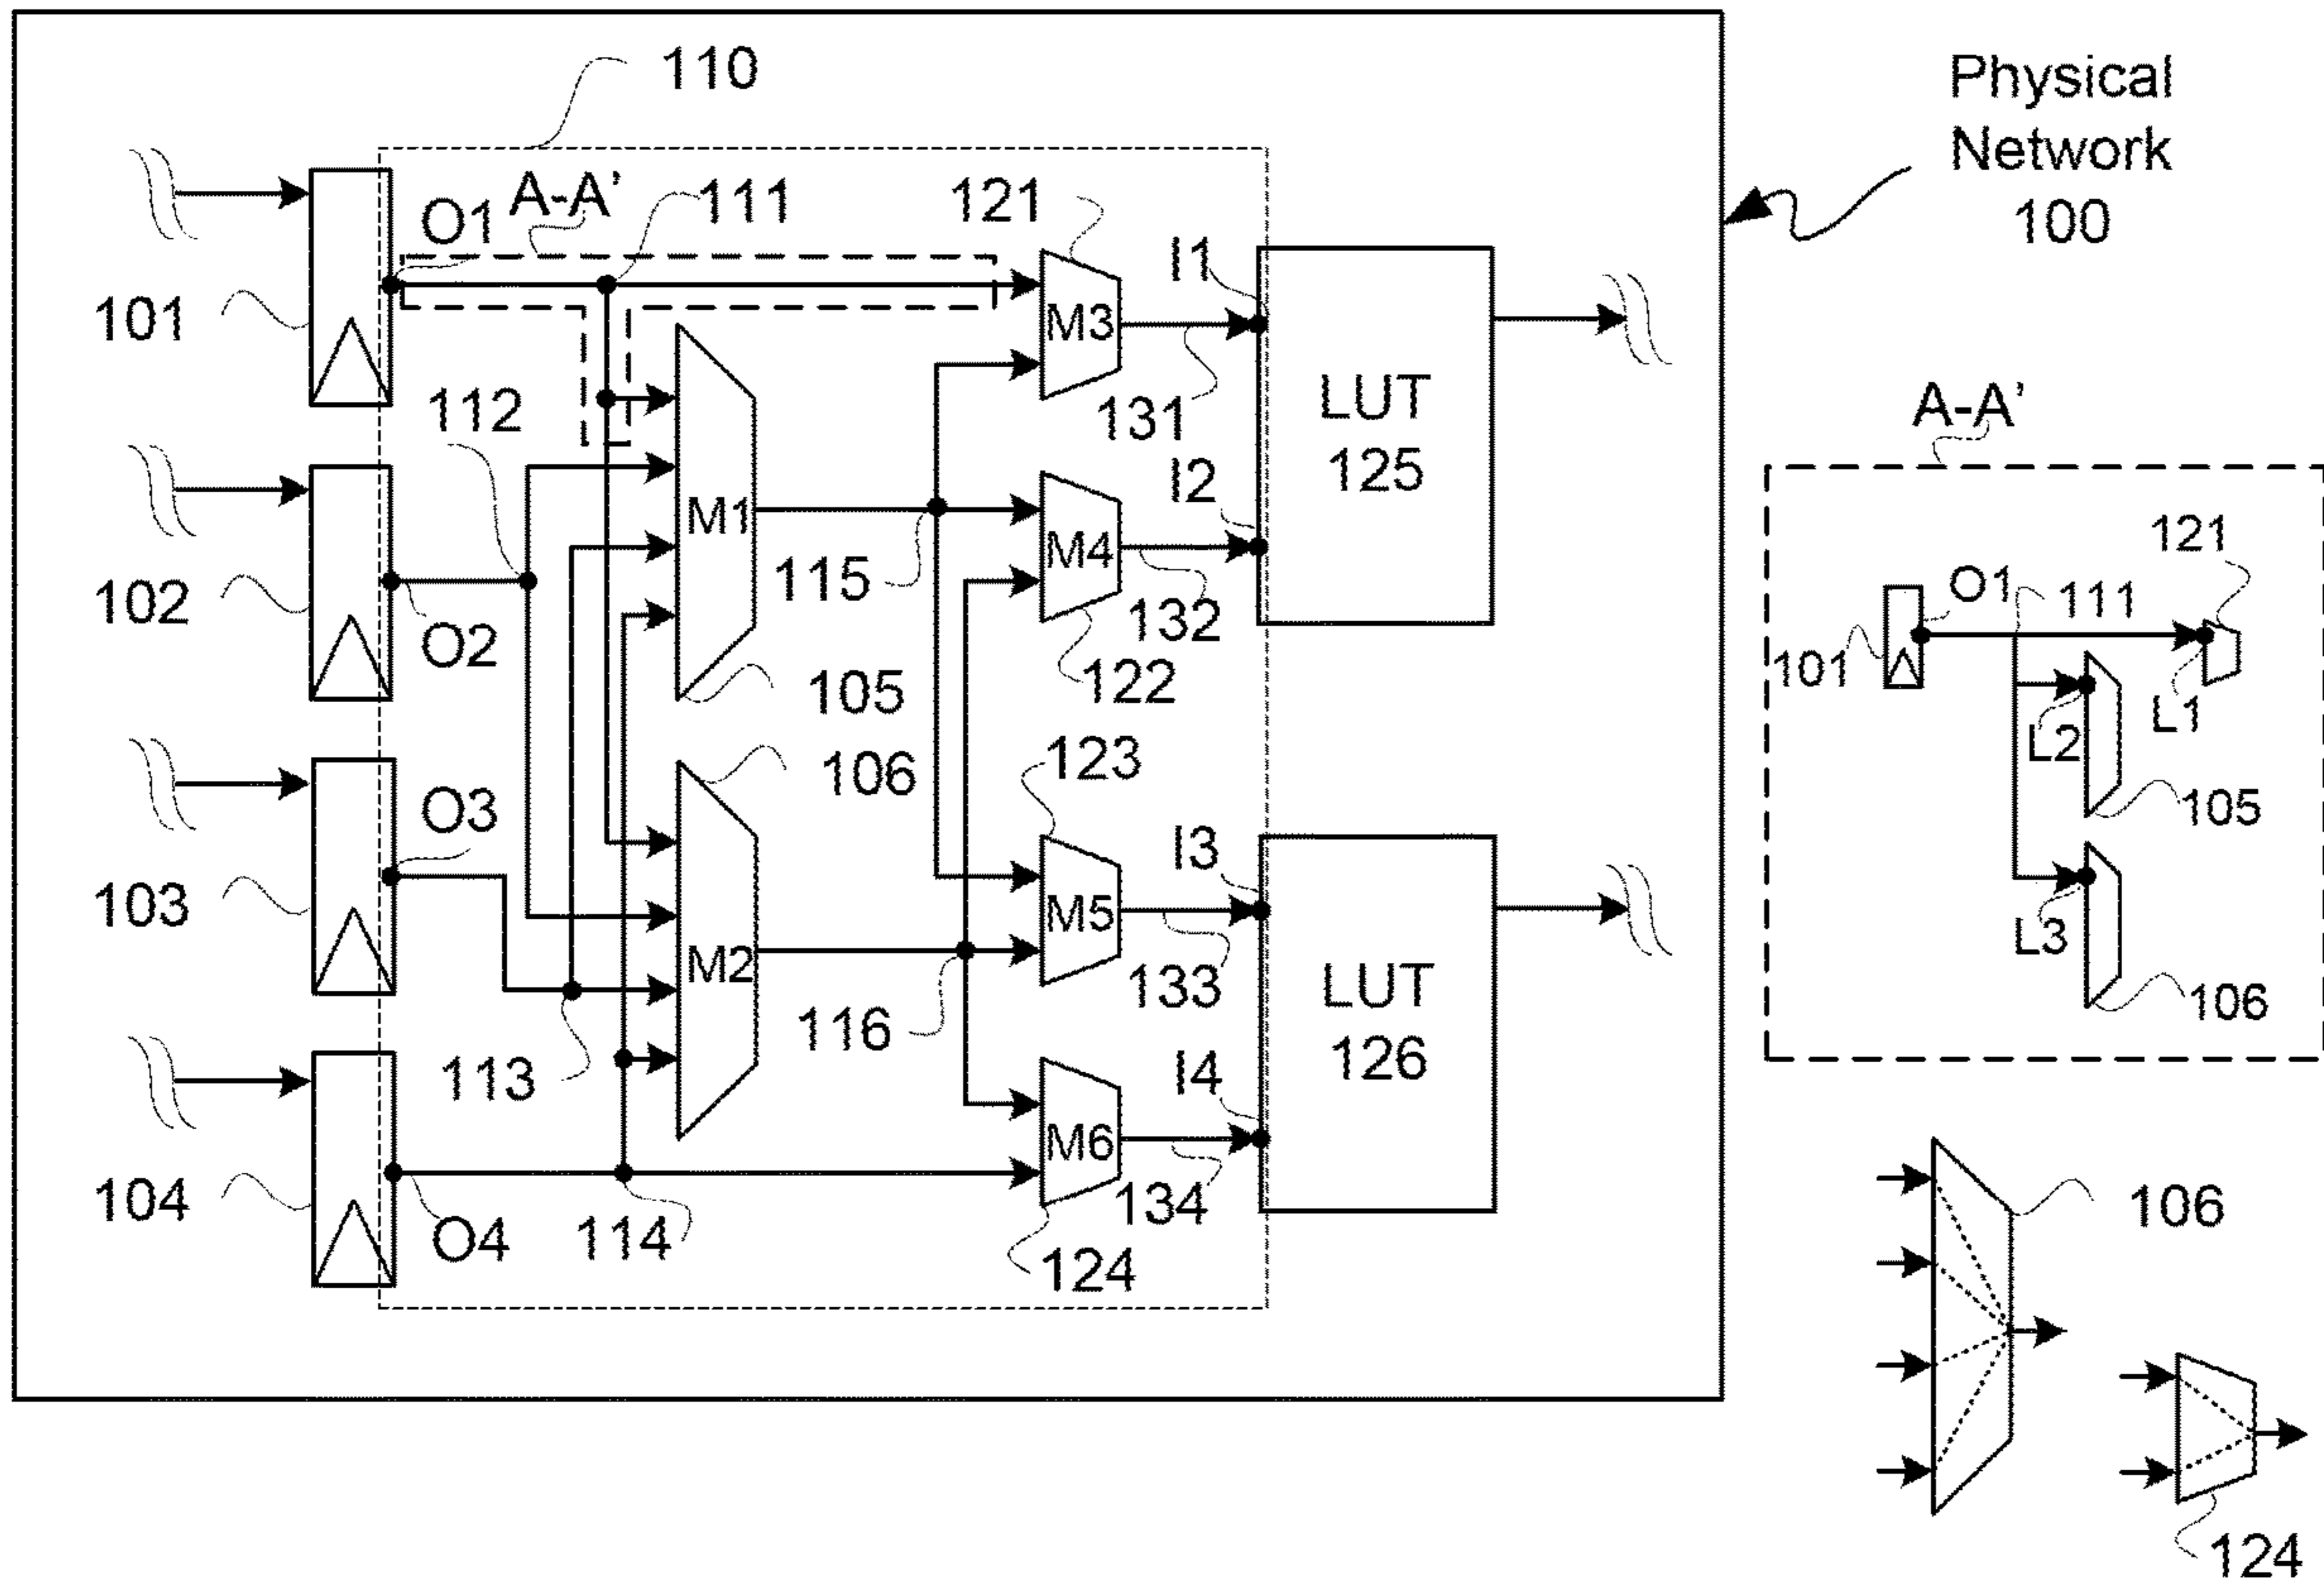 110
Physical
Network
100
A-A’
111
121
O1
I1
101
M3
LUT
125
131
112
I2
M1
M4
115
132
102
O2
105
122
106
123
O3
I3
103
M5
LUT
126
M2
133
116
113
I4
M6
104
O4
114
134
124
A-A’
121
O1
111
101
L2
L1
105
L3
106
106
124